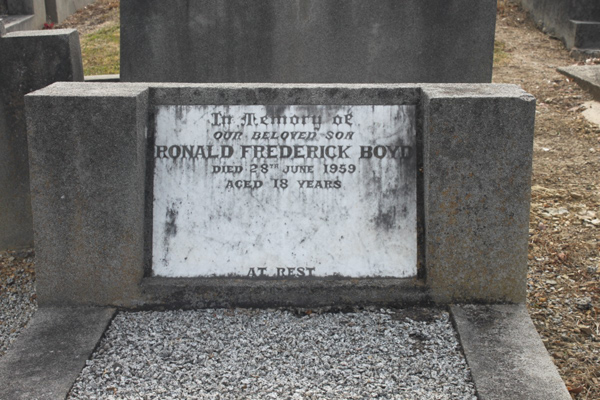 In Memory of
OUR BELOVED SON
RONALD FREDERICK BOYD
DIED 28TH JUNE 1959
AGED 18 YEARS
AT REST